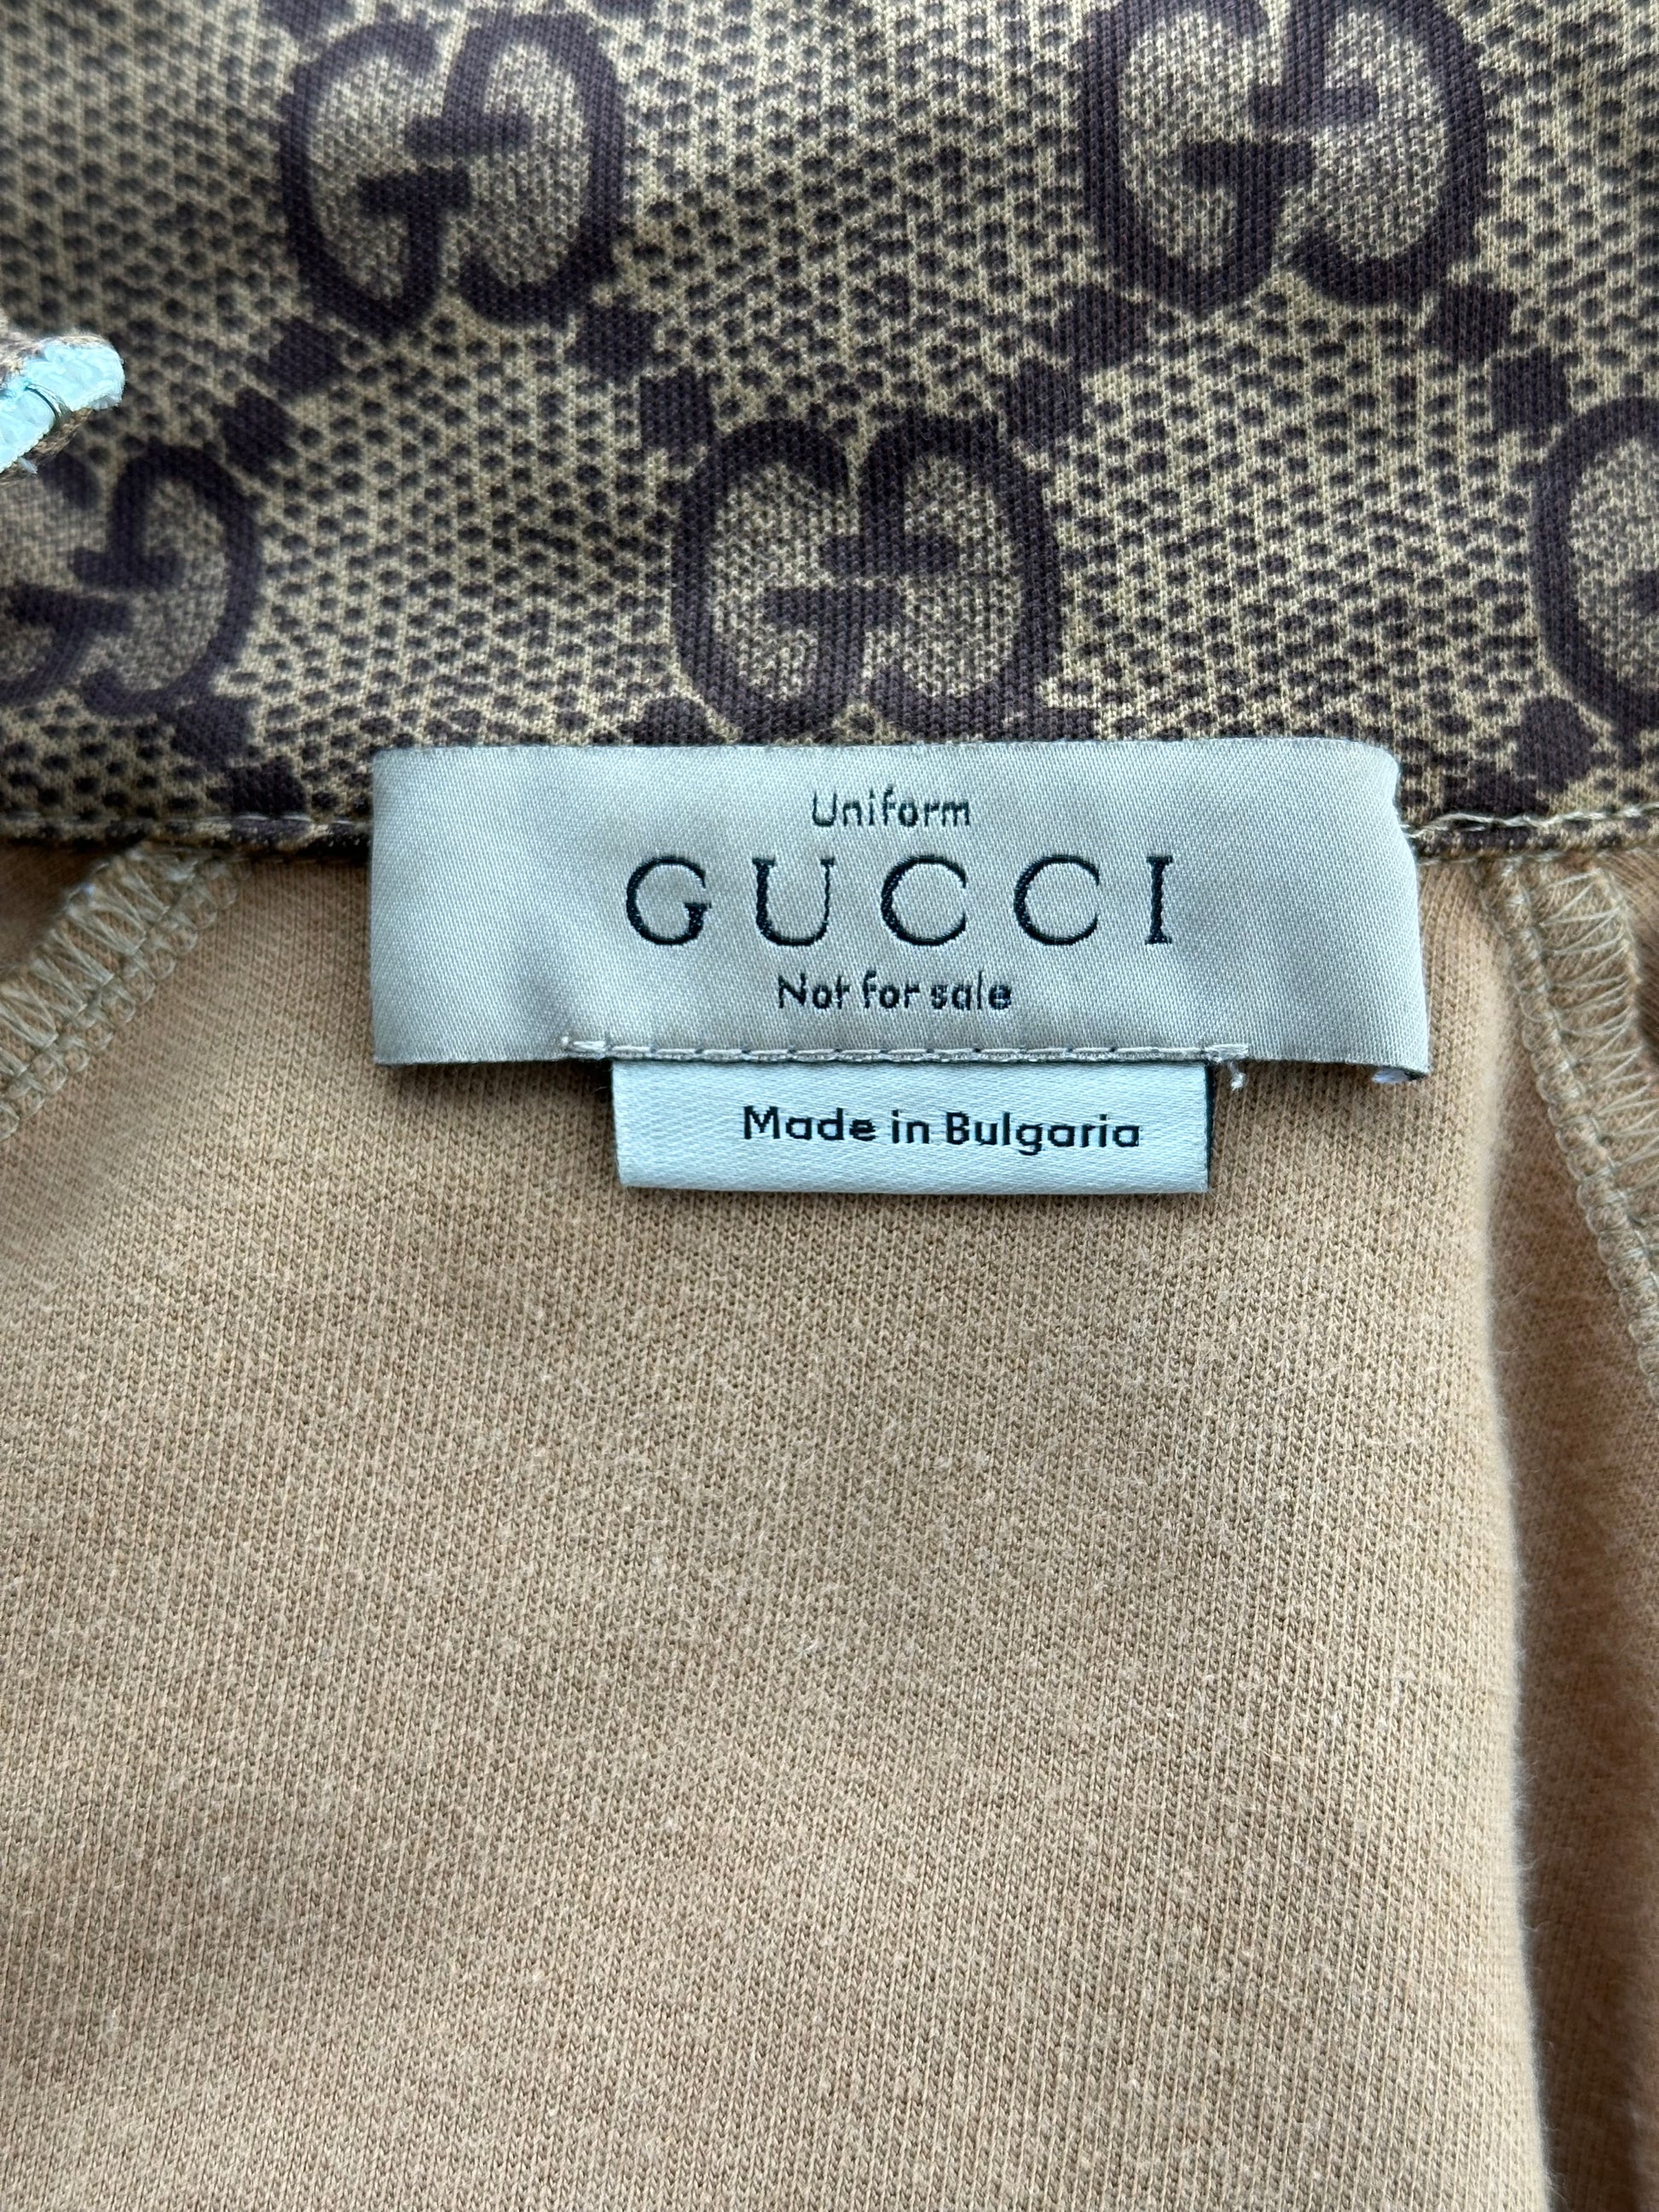 Uniform
GUCCI
Not for sale
Made in Bulgaria